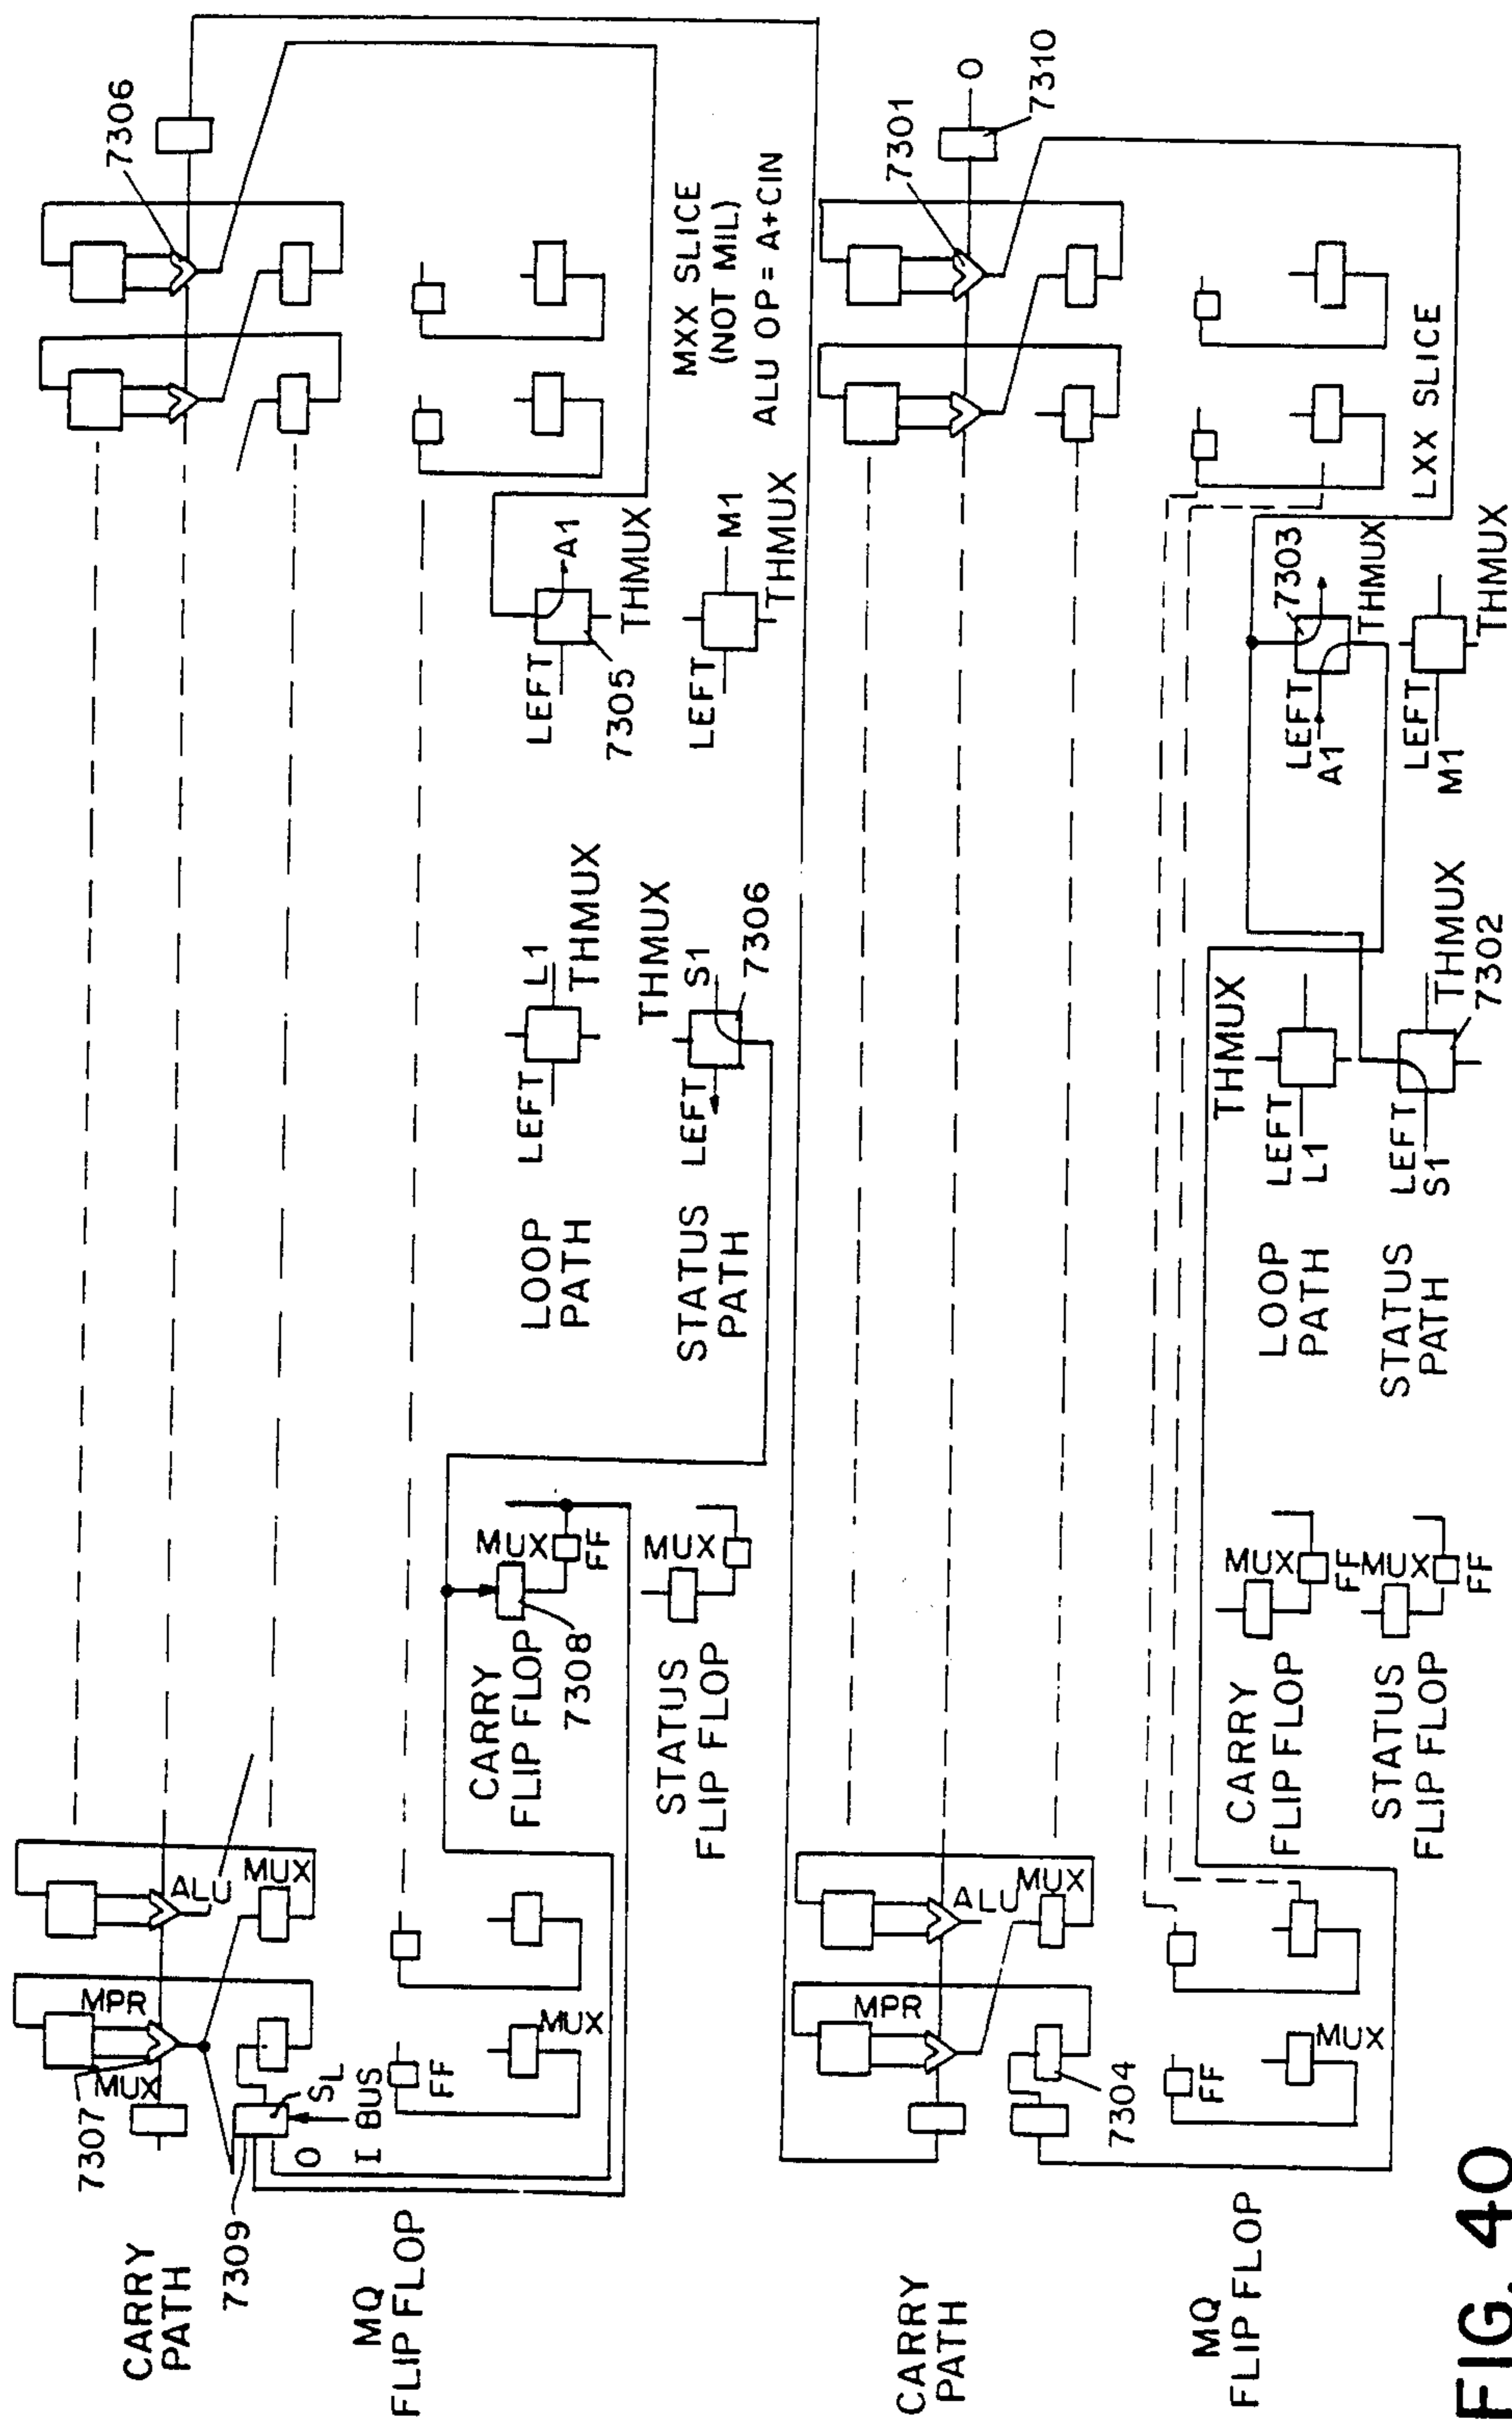 CARRY
PATH
7307
MUX
MPR
ALU
MUX
7306
7309
O
SL
I BUS
MQ
FLIP FLOP
FF
MUX
CARRY
FLIP FLOP
7308
MUX
FF
STATUS
FLIP FLOP
MUX
LOOP
PATH
LEFT
L1
THMUX
STATUS
PATH
LEFT
THMUX
S1
7306
LEFT
7305
A1
THMUX
LEFT
M1
THMUX
MXX SLICE
(NOT MIL)
ALU OP = A+CIN
CARRY
PATH
MPR
ALU
MUX
7304
7301
O
7310
MQ
FLIP FLOP
FF
MUX
CARRY
FLIP FLOP
MUX
FF
STATUS
FLIP FLOP
MUX
FF
LOOP
PATH
LEFT
L1
THMUX
STATUS
PATH
LEFT
S1
THMUX
7302
LEFT
A1
7303
THMUX
LEFT
M1
THMUX
LXX SLICE
FIG. 40